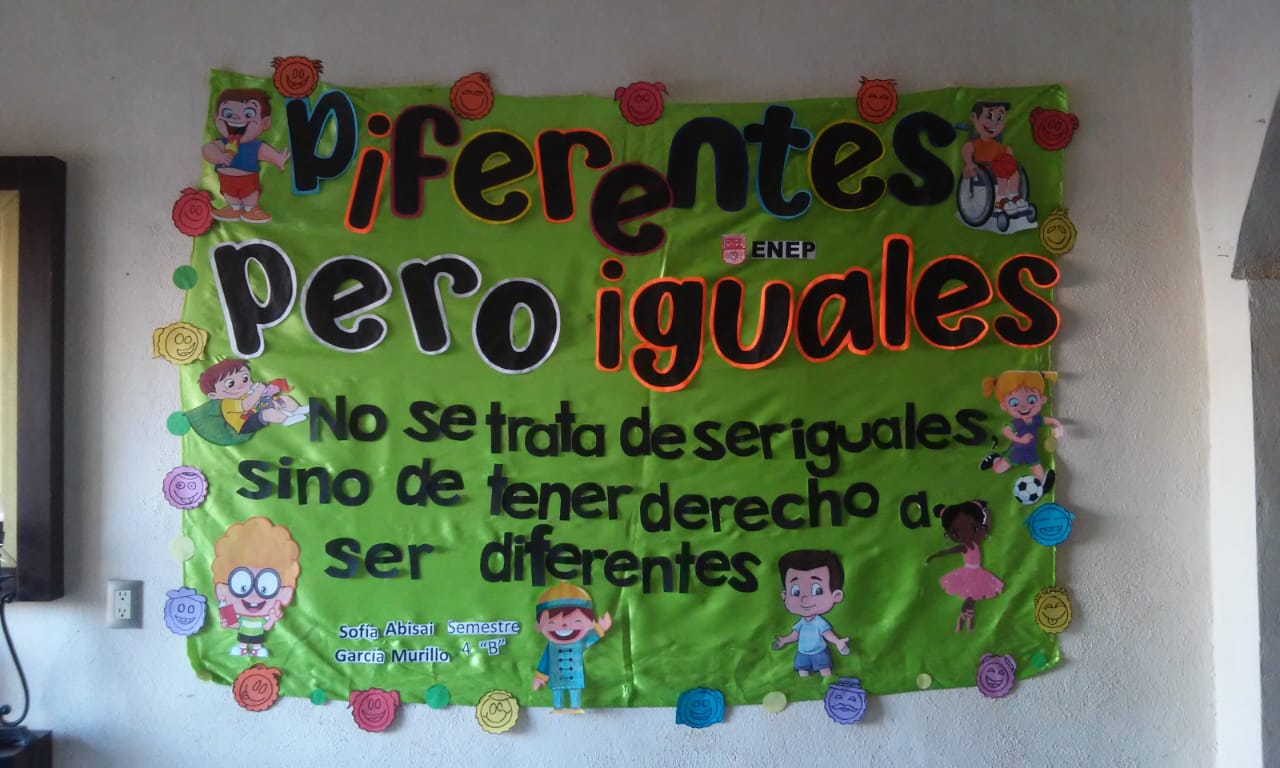 Diferentes
ENEP
pero iguales
No se trata de ser iguales,
sino de tener derecho a
ser diferentes
Sofía Abisai Semestre
García Murillo 4 "B"